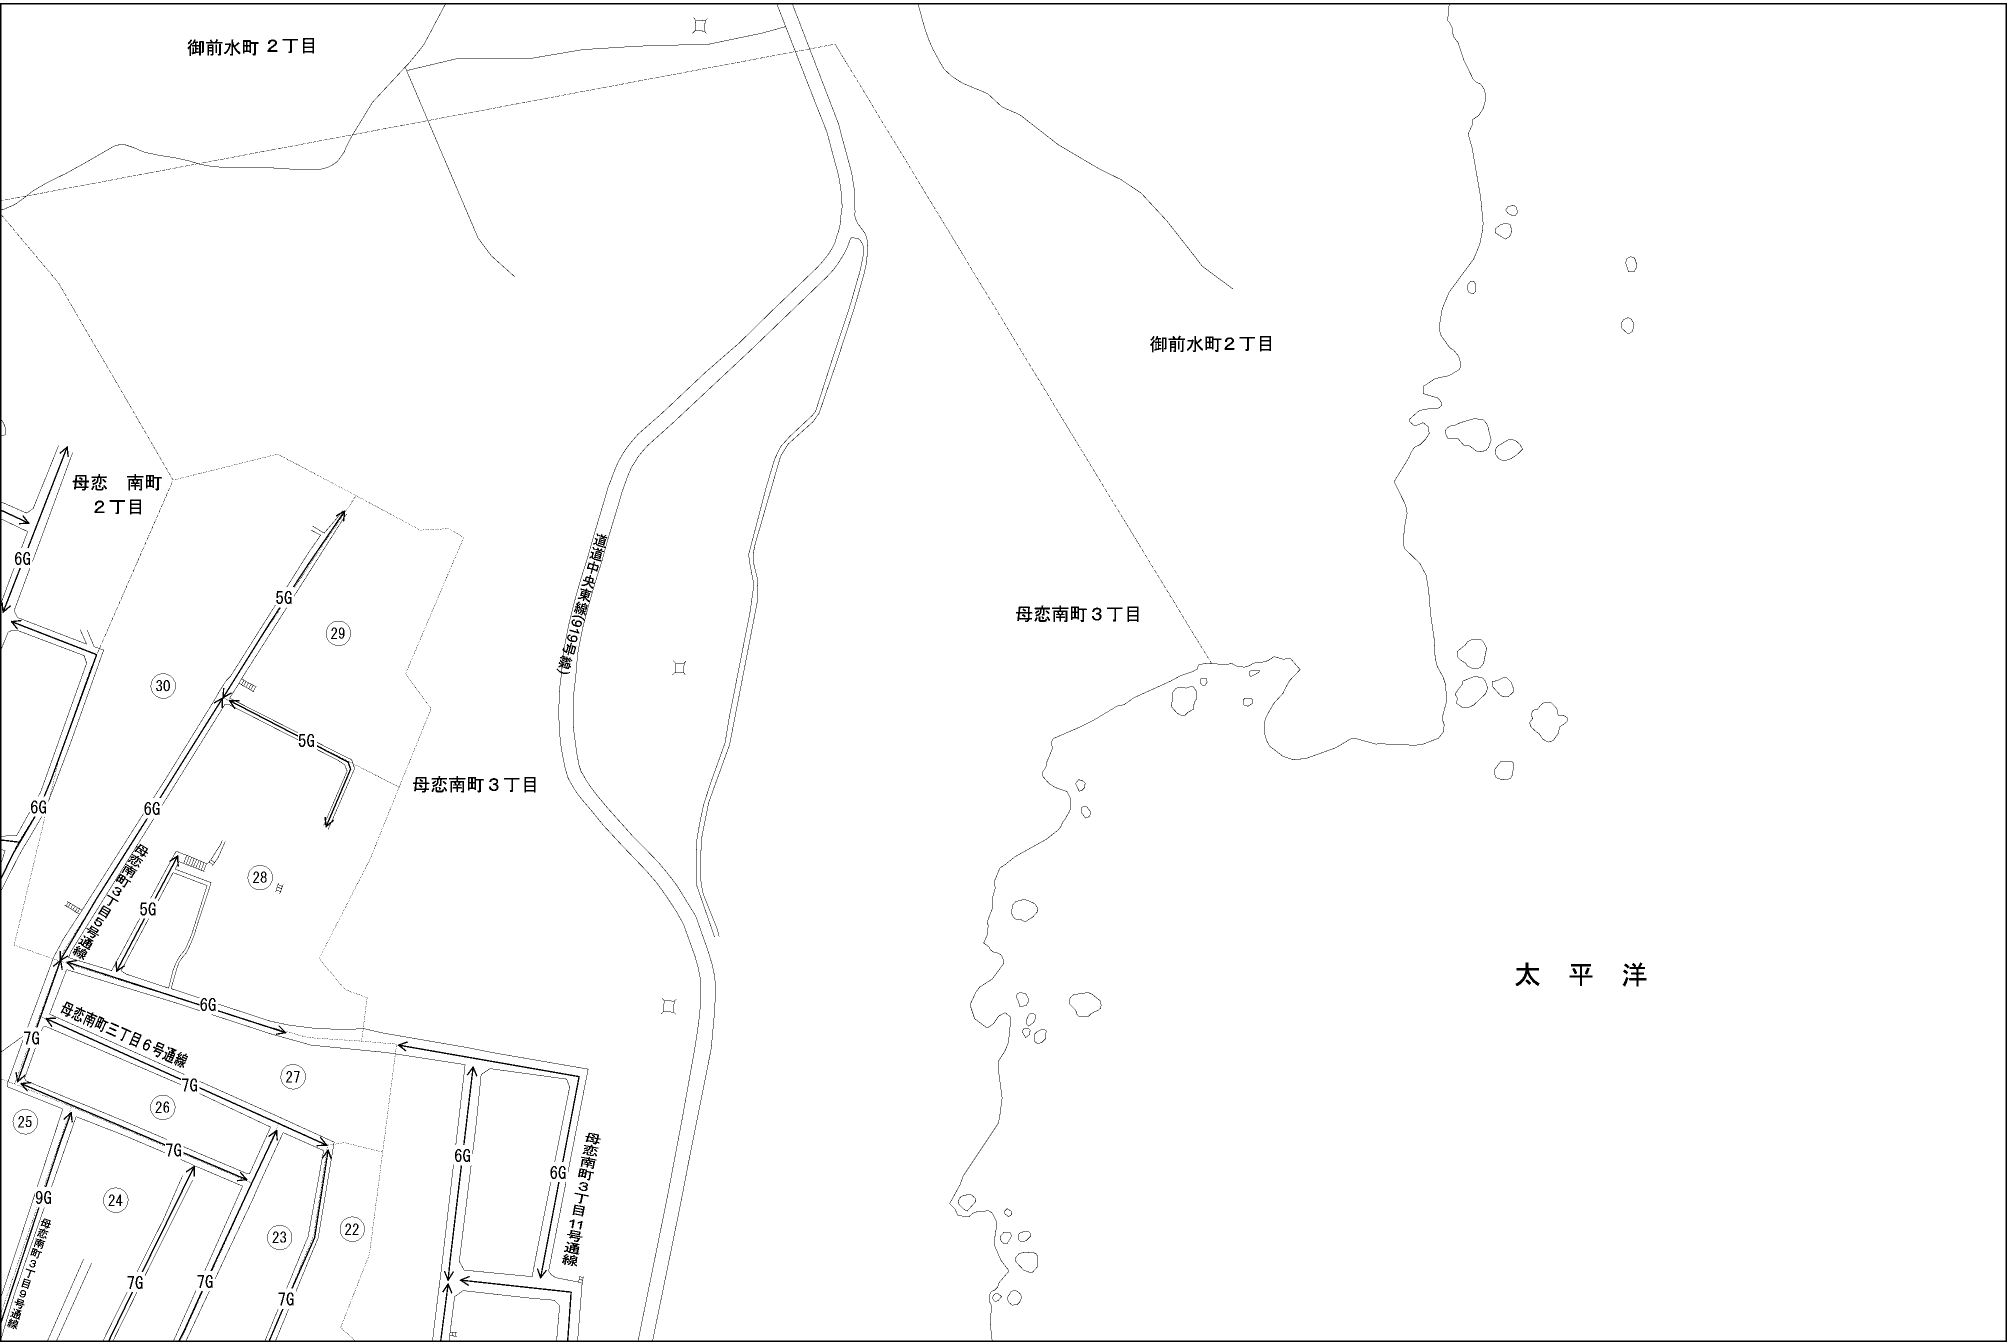 御前水町２丁目
御前水町２丁目
母恋　南町
２丁目
6G
道道中央東線(919号線)
5G
母恋南町３丁目
29
30
5G
母恋南町３丁目
6G
6G
母恋南町３丁目５号通線
28
5G
太　平　洋
6G
母恋南町三丁目６号通線
7G
27
7G
26
25
7G
6G
母恋南町３丁目11号通線
6G
9G
24
母恋南町３丁目９号通線
23
22
7G
7G
7G